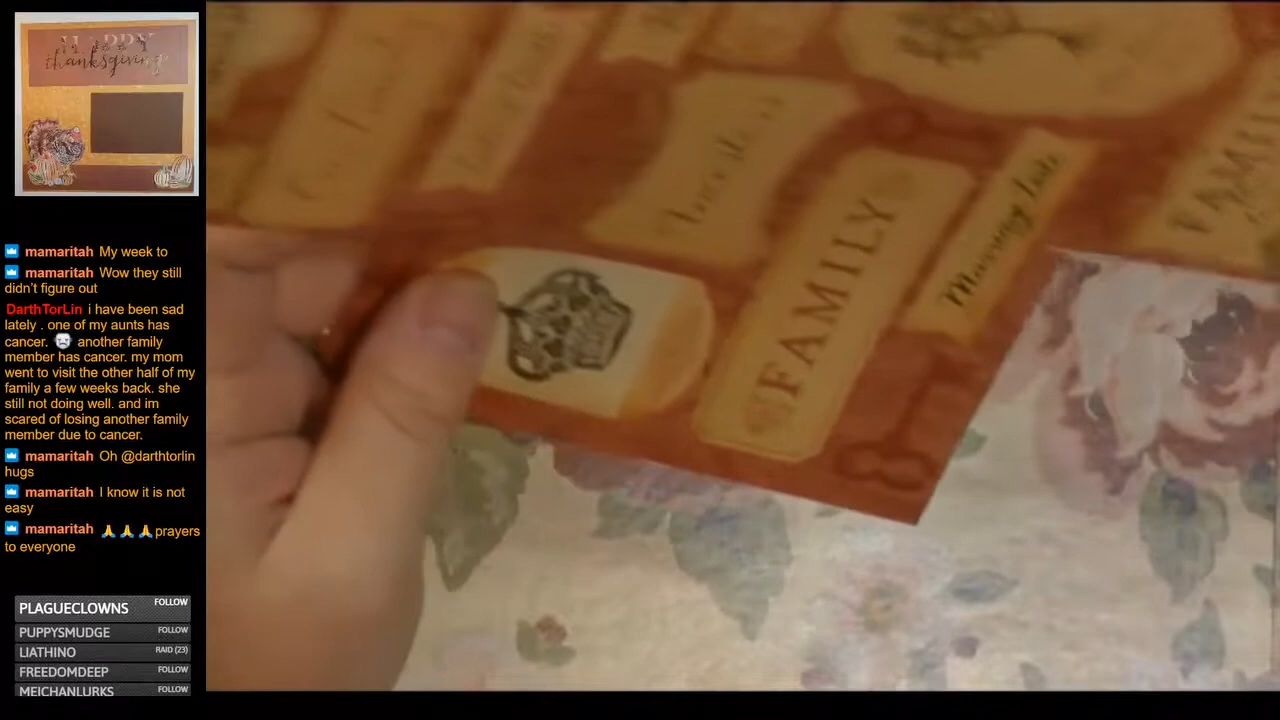 HAPPY
thanksgiving
mamaritah My week to
mamaritah Wow they still
didn't figure out
DarthTorLin i have been sad
lately . one of my aunts has
cancer. another family
member has cancer. my mom
went to visit the other half of my
family a few weeks back. she
still not doing well. and im
scared of losing another family
member due to cancer.
mamaritah Oh @darthtorlin
hugs
mamaritah I know it is not
easy
mamaritah 🙏 🙏 🙏 prayers
to everyone
PLAGUECLOWNS FOLLOW
PUPPYSMUDGE FOLLOW
LIATHINO RAID (23)
FREEDOMDEEP FOLLOW
MEICHANLURKS FOLLOW
FAMILY
FAMILY